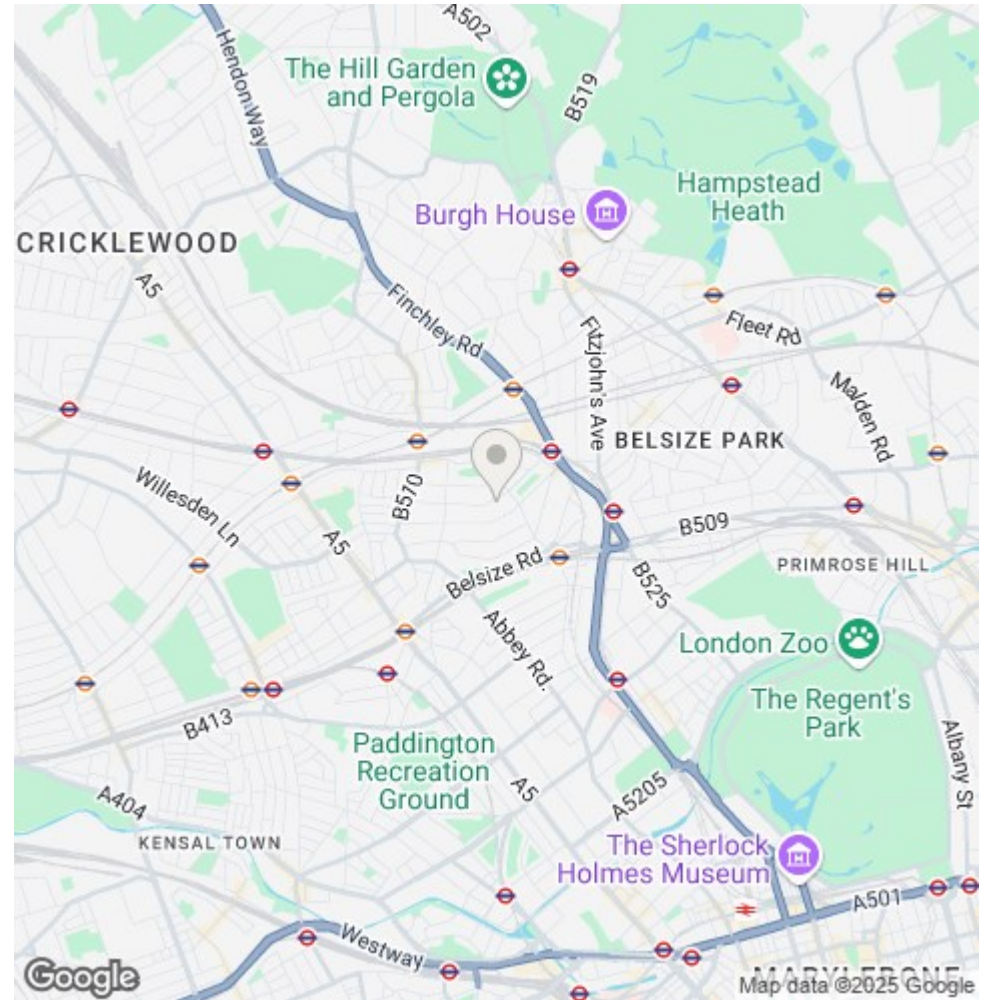 A502
Hendon Way
The Hill Garden
and Pergola
B519
Hampstead
Heath
Burgh House
CRICKLEWOOD
A5
Finchley Rd
Fitzjohn's Ave
Fleet Rd
Malden Rd
BELSIZE PARK
Willesden Ln
B570
A5
B509
Belsize Rd
B525
PRIMROSE HILL
Abbey Rd.
London Zoo
The Regent's
Park
B413
Paddington
Recreation
Ground
Albany St
A5
A5205
A404
KENSAL TOWN
The Sherlock
Holmes Museum
A501
Westway
MARYLEBONE
Google
Map data ©2025 Google